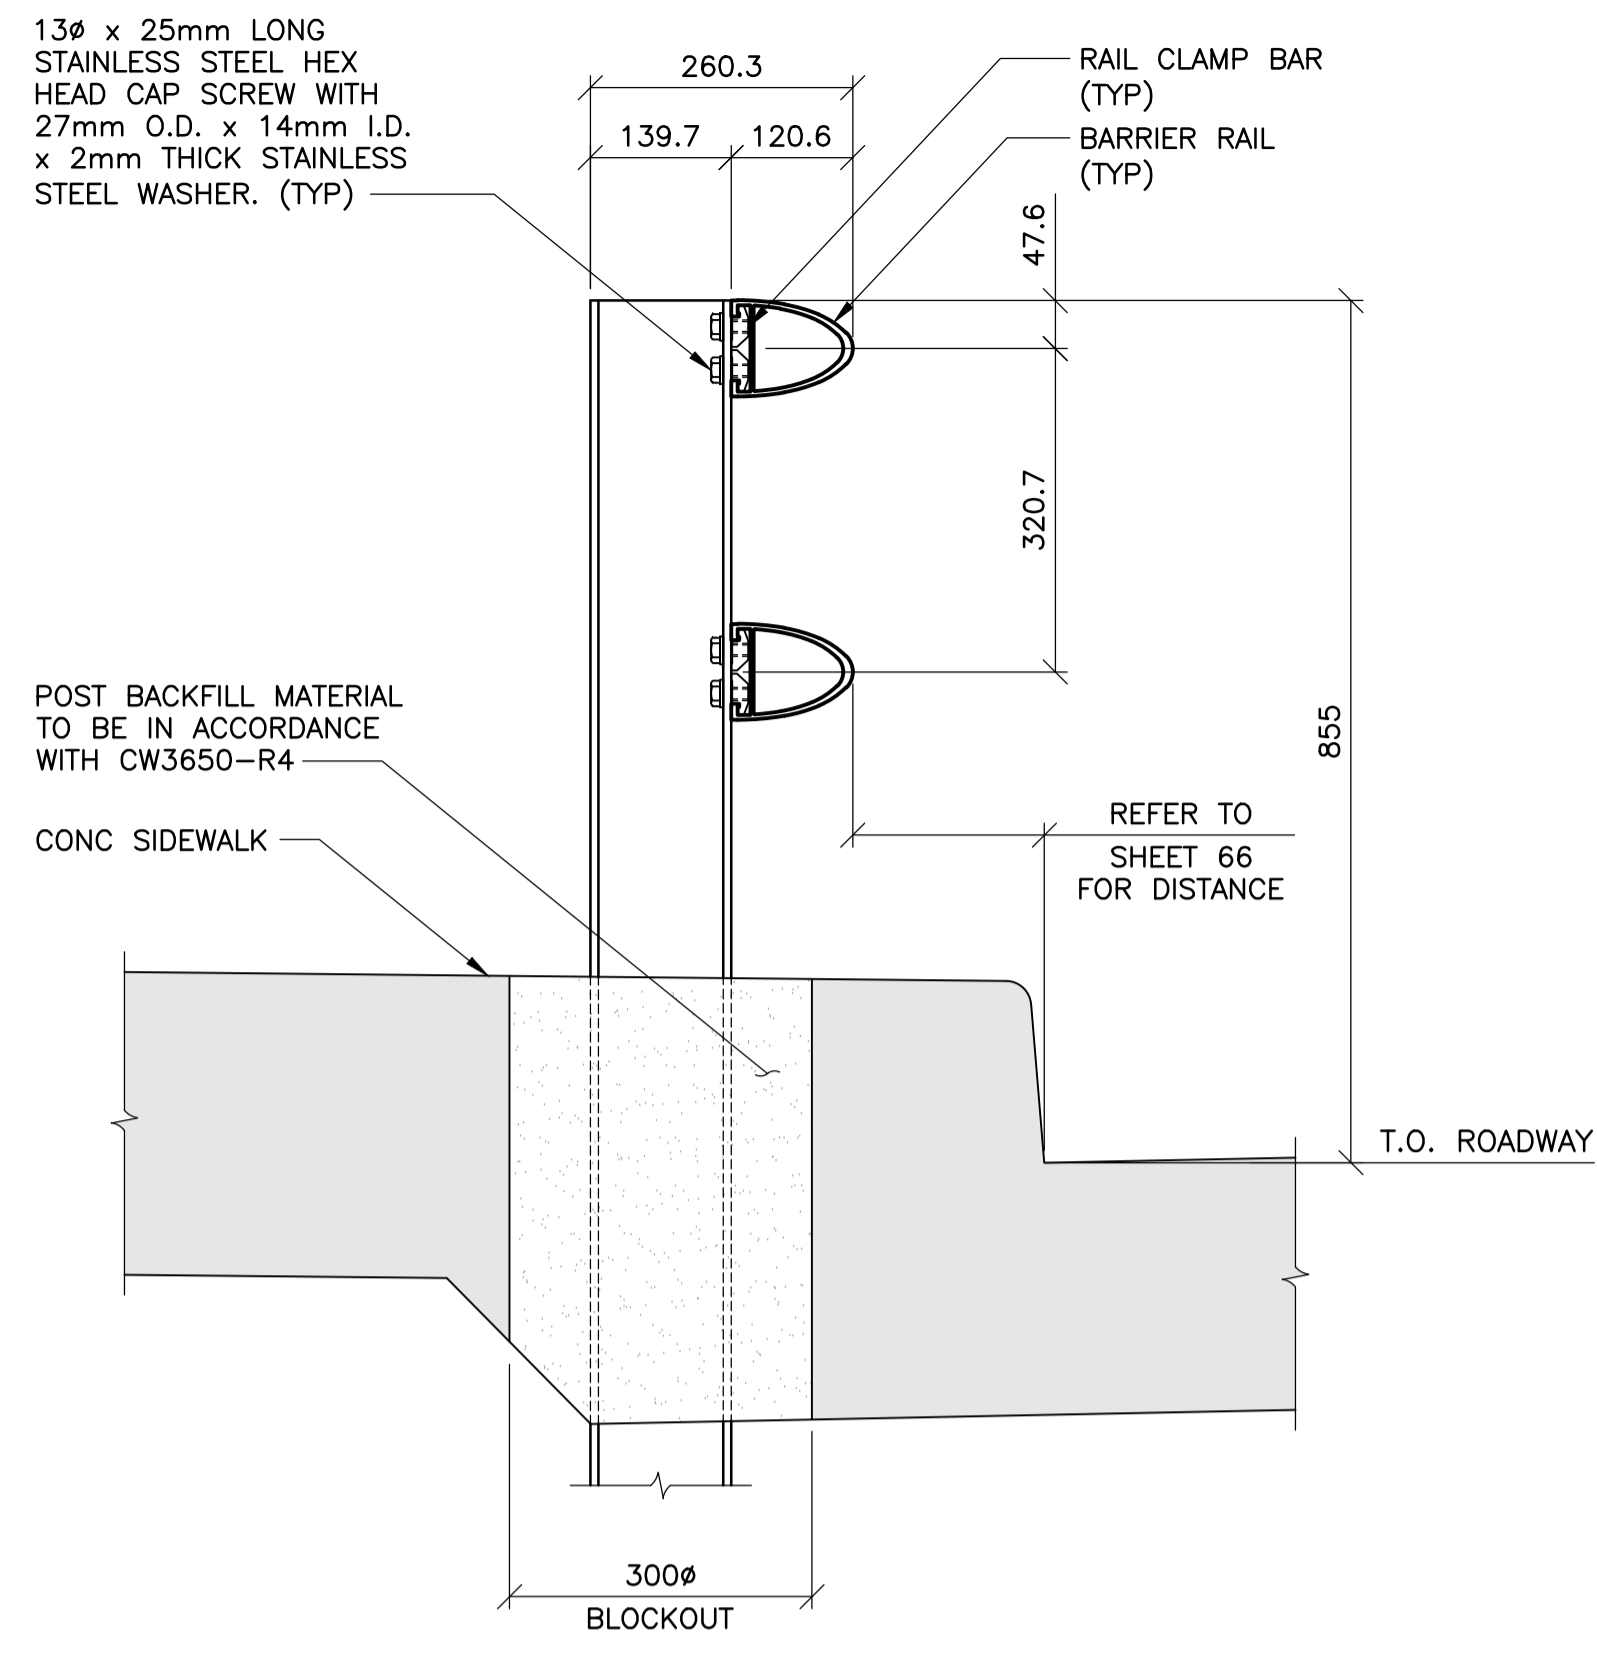 13ø x 25mm LONG
STAINLESS STEEL HEX
HEAD CAP SCREW WITH
27mm O.D. x 14mm I.D.
x 2mm THICK STAINLESS
STEEL WASHER. (TYP)
260.3
139.7
120.6
RAIL CLAMP BAR
(TYP)
BARRIER RAIL
(TYP)
47.6
320.7
855
POST BACKFILL MATERIAL
TO BE IN ACCORDANCE
WITH CW3650-R4
CONC SIDEWALK
REFER TO
SHEET 66
FOR DISTANCE
T.O. ROADWAY
300ø
BLOCKOUT